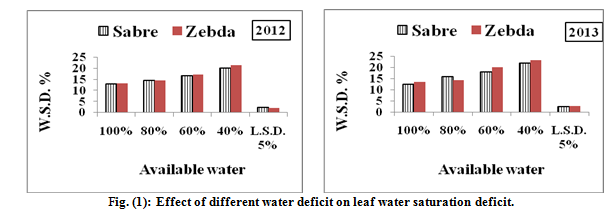 Sabre Zebda 2012
W.S.D. %
25
20
15
10
5
0
100% 80% 60% 40% L.S.D. 5%
Available water
Sabre Zebda 2013
W.S.D. %
25
20
15
10
5
0
100% 80% 60% 40% L.S.D. 5%
Available water
Fig. (1): Effect of different water deficit on leaf water saturation deficit.